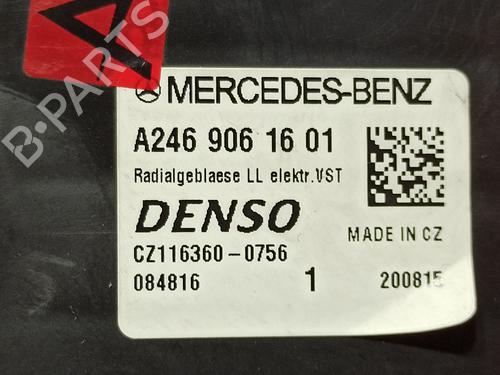 B-PARTS
MERCEDES-BENZ
A246 906 16 01
Radialgeblaese LL elektr.VST
DENSO
MADE IN CZ
CZ116360-0756
084816 1 200815